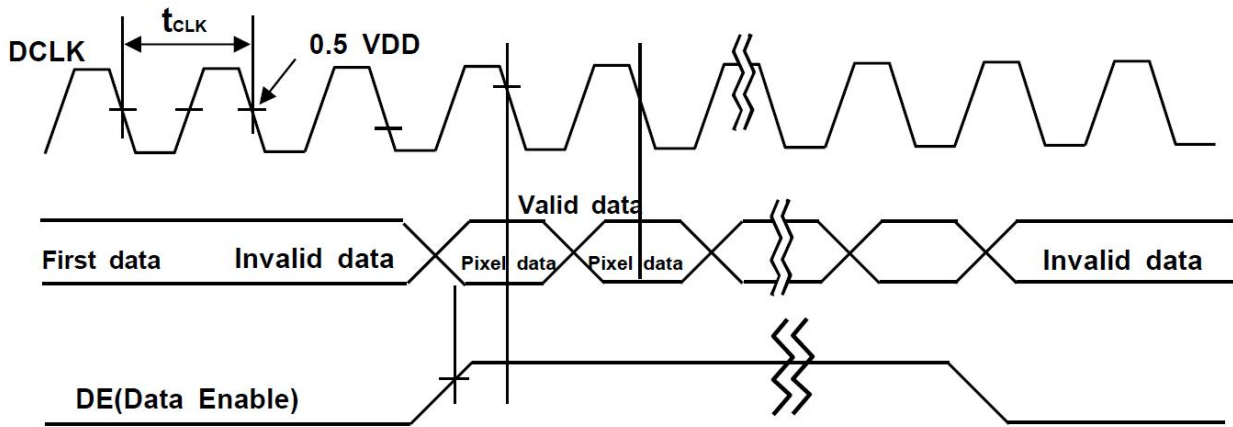 tCLK
DCLK
0.5 VDD
Valid data
First data
Invalid data
Pixel data
Pixel data
Invalid data
DE(Data Enable)